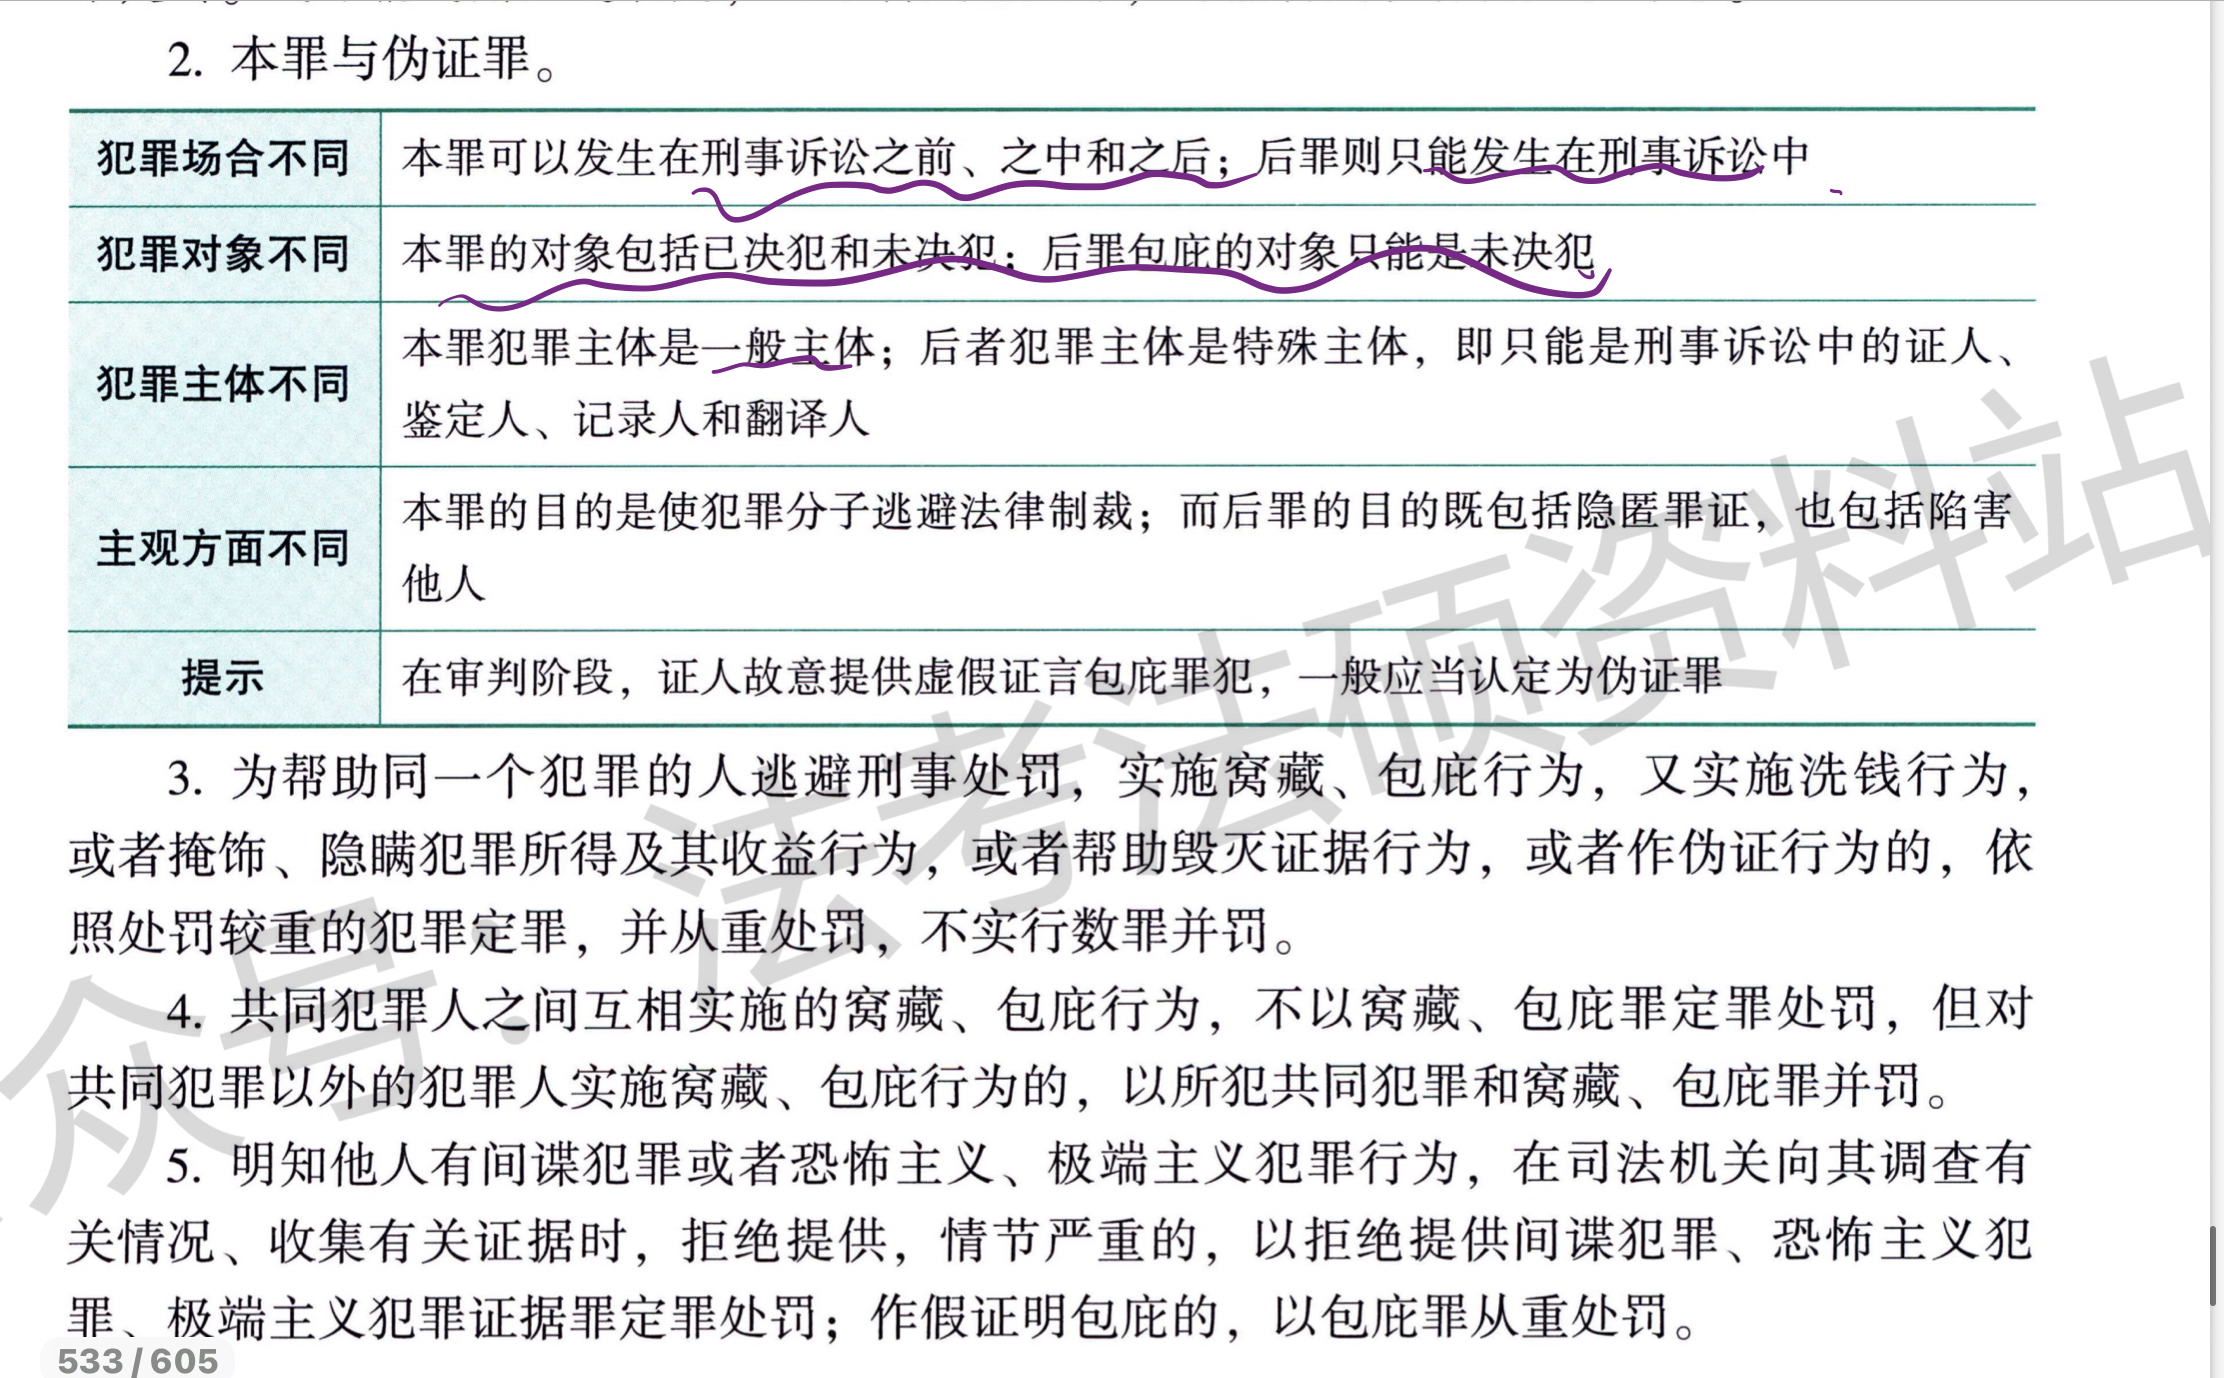 2. 本罪与伪证罪。
犯罪场合不同 本罪可以发生在刑事诉讼之前、之中和之后；后罪则只能发生在刑事诉讼中
犯罪对象不同 本罪的对象包括已决犯和未决犯；后罪包庇的对象只能是未决犯
犯罪主体不同 本罪犯罪主体是一般主体；后者犯罪主体是特殊主体，即只能是刑事诉讼中的证人、
鉴定人、记录人和翻译人
主观方面不同 本罪的目的是使犯罪分子逃避法律制裁；而后罪的目的既包括隐匿罪证，也包括陷害
他人
提示 在审判阶段，证人故意提供虚假证言包庇罪犯，一般应当认定为伪证罪
3. 为帮助同一个犯罪的人逃避刑事处罚，实施窝藏、包庇行为，又实施洗钱行为，
或者掩饰、隐瞒犯罪所得及其收益行为，或者帮助毁灭证据行为，或者作伪证行为的，依
照处罚较重的犯罪定罪，并从重处罚，不实行数罪并罚。
4. 共同犯罪人之间互相实施的窝藏、包庇行为，不以窝藏、包庇罪定罪处罚，但对
共同犯罪以外的犯罪人实施窝藏、包庇行为的，以所犯共同犯罪和窝藏、包庇罪并罚。
5. 明知他人有间谍犯罪或者恐怖主义、极端主义犯罪行为，在司法机关向其调查有
关情况、收集有关证据时，拒绝提供，情节严重的，以拒绝提供间谍犯罪、恐怖主义犯
罪、极端主义犯罪证据罪定罪处罚；作假证明包庇的，以包庇罪从重处罚。
众号：法考法硕资料站
533 / 605